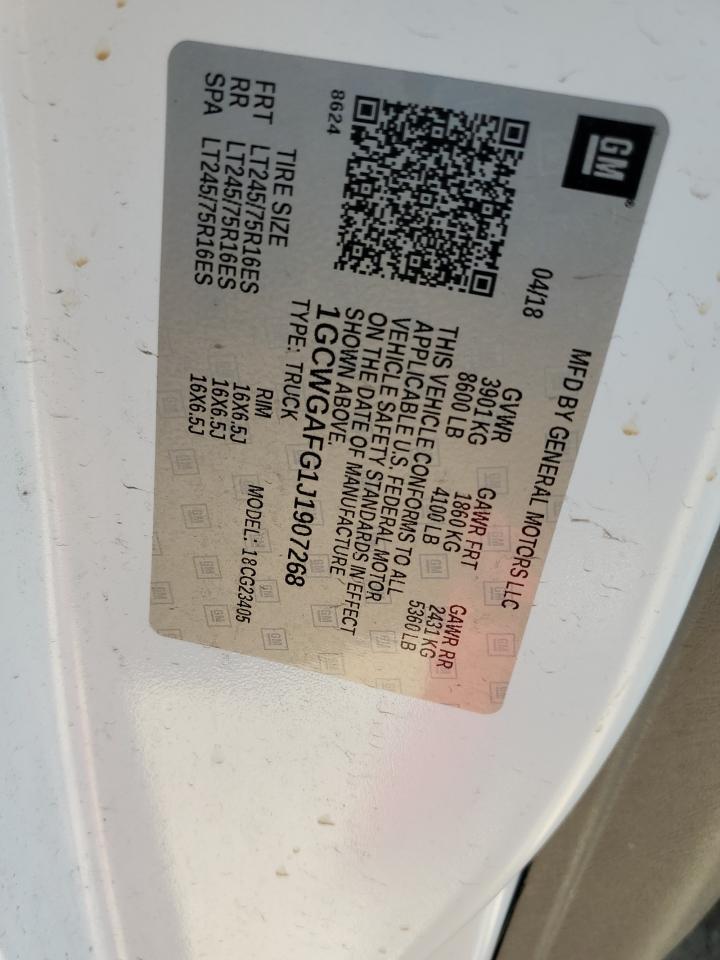 GM
MFD BY GENERAL MOTORS LLC
04/18
GVWR GAWR FRT GAWR RR
3901 KG 1860 KG 2431 KG
8600 LB 4100 LB 5360 LB
THIS VEHICLE CONFORMS TO ALL
APPLICABLE U.S. FEDERAL MOTOR
VEHICLE SAFETY STANDARDS IN EFFECT
ON THE DATE OF MANUFACTURE
SHOWN ABOVE.
1GCWGAFG1J1907268
TYPE: TRUCK
8624
MODEL: 18CG23405
TIRE SIZE RIM
FRT LT245/75R16ES 16X6.5J
RR LT245/75R16ES 16X6.5J
SPA LT245/75R16ES 16X6.5J